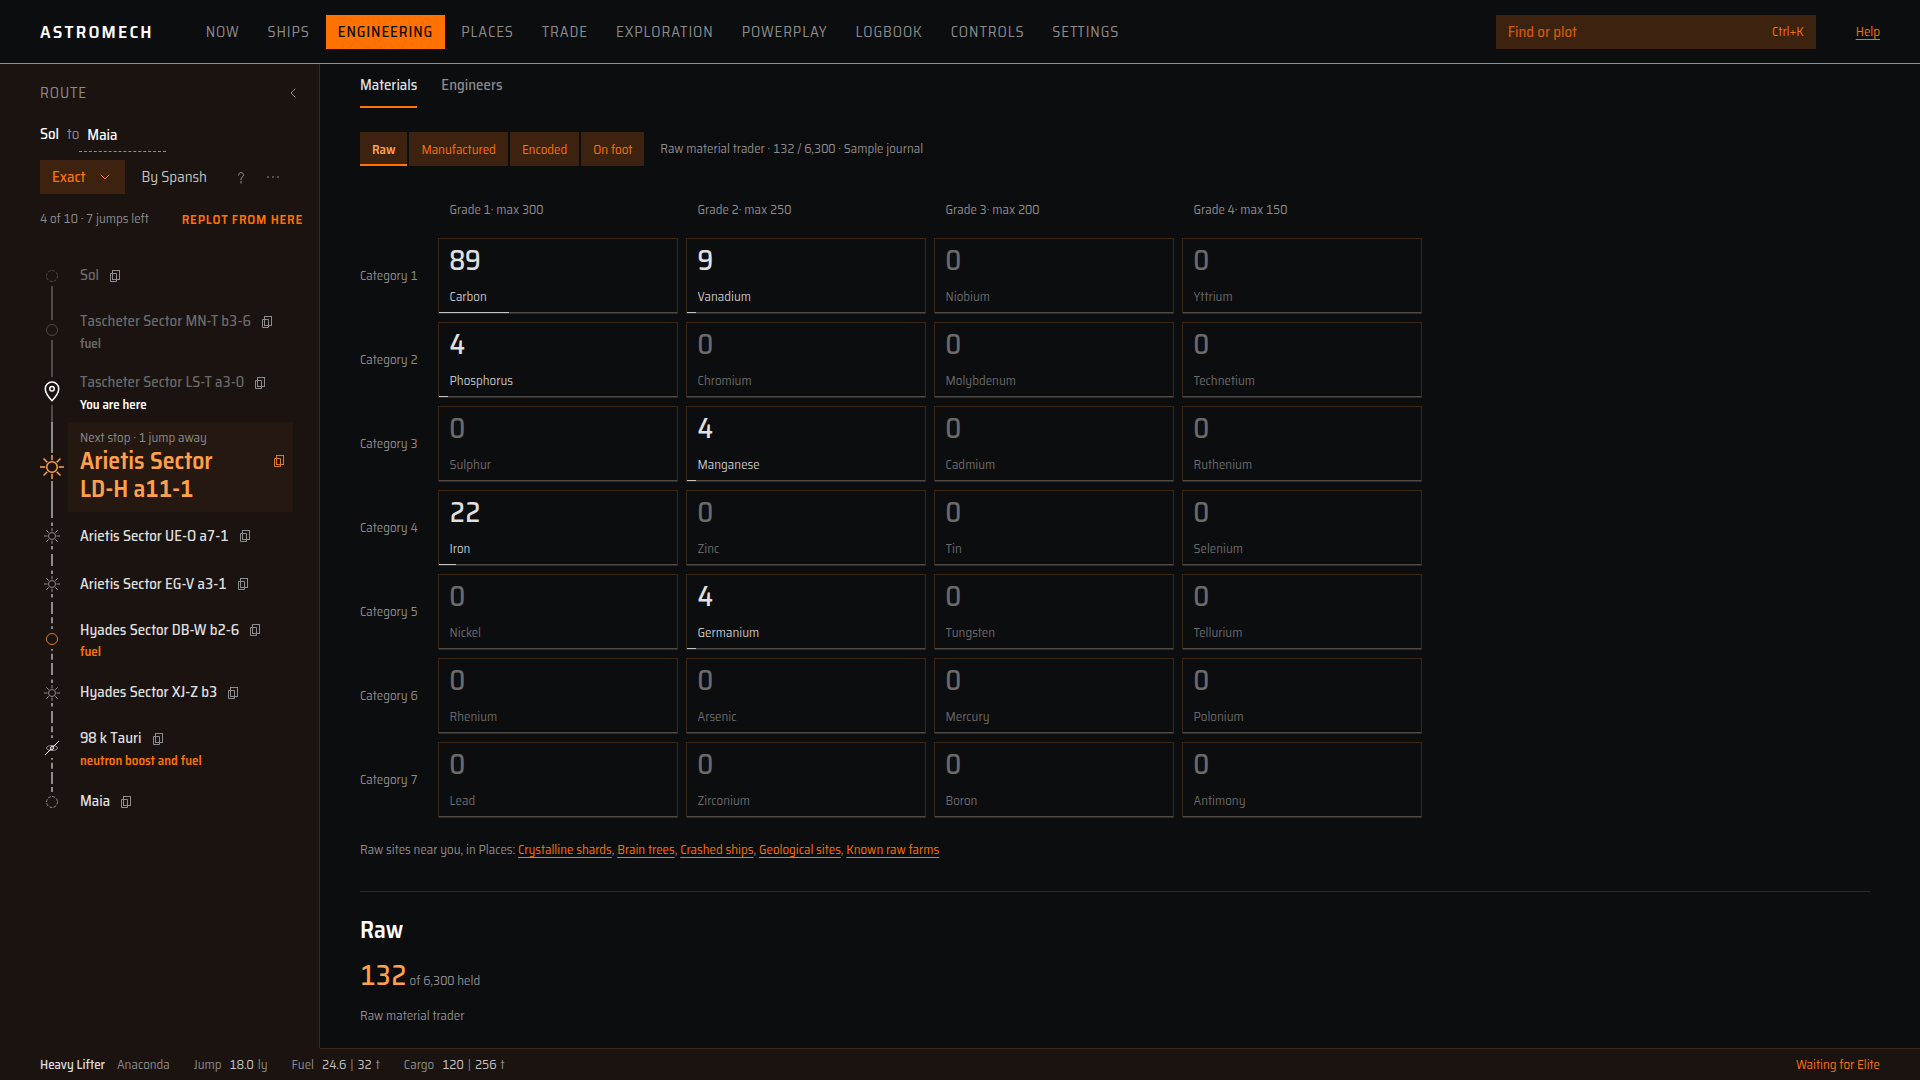 ASTROMECH NOW SHIPS ENGINEERING PLACES TRADE EXPLORATION POWERPLAY LOGBOOK CONTROLS SETTINGS Find or plot Ctrl+K Help
ROUTE
Sol to Maia
Exact By Spansh ? ...
4 of 10 · 7 jumps left REPLOT FROM HERE
Sol
Tascheter Sector MN-T b3-6
fuel
Tascheter Sector LS-T a3-0
You are here
Next stop · 1 jump away
Arietis Sector
LD-H a11-1
Arietis Sector UE-O a7-1
Arietis Sector EG-V a3-1
Hyades Sector DB-W b2-6
fuel
Hyades Sector XJ-Z b3
98 k Tauri
neutron boost and fuel
Maia
Materials Engineers
Raw Manufactured Encoded On foot Raw material trader · 132 / 6,300 · Sample journal
Grade 1 · max 300 Grade 2 · max 250 Grade 3 · max 200 Grade 4 · max 150
Category 1
89 9 0 0
Carbon Vanadium Niobium Yttrium
Category 2
4 0 0 0
Phosphorus Chromium Molybdenum Technetium
Category 3
0 4 0 0
Sulphur Manganese Cadmium Ruthenium
Category 4
22 0 0 0
Iron Zinc Tin Selenium
Category 5
0 4 0 0
Nickel Germanium Tungsten Tellurium
Category 6
0 0 0 0
Rhenium Arsenic Mercury Polonium
Category 7
0 0 0 0
Lead Zirconium Boron Antimony
Raw sites near you, in Places: Crystalline shards, Brain trees, Crashed ships, Geological sites, Known raw farms
Raw
132 of 6,300 held
Raw material trader
Heavy Lifter Anaconda Jump 18.0 ly Fuel 24.6 | 32 t Cargo 120 | 256 t Waiting for Elite